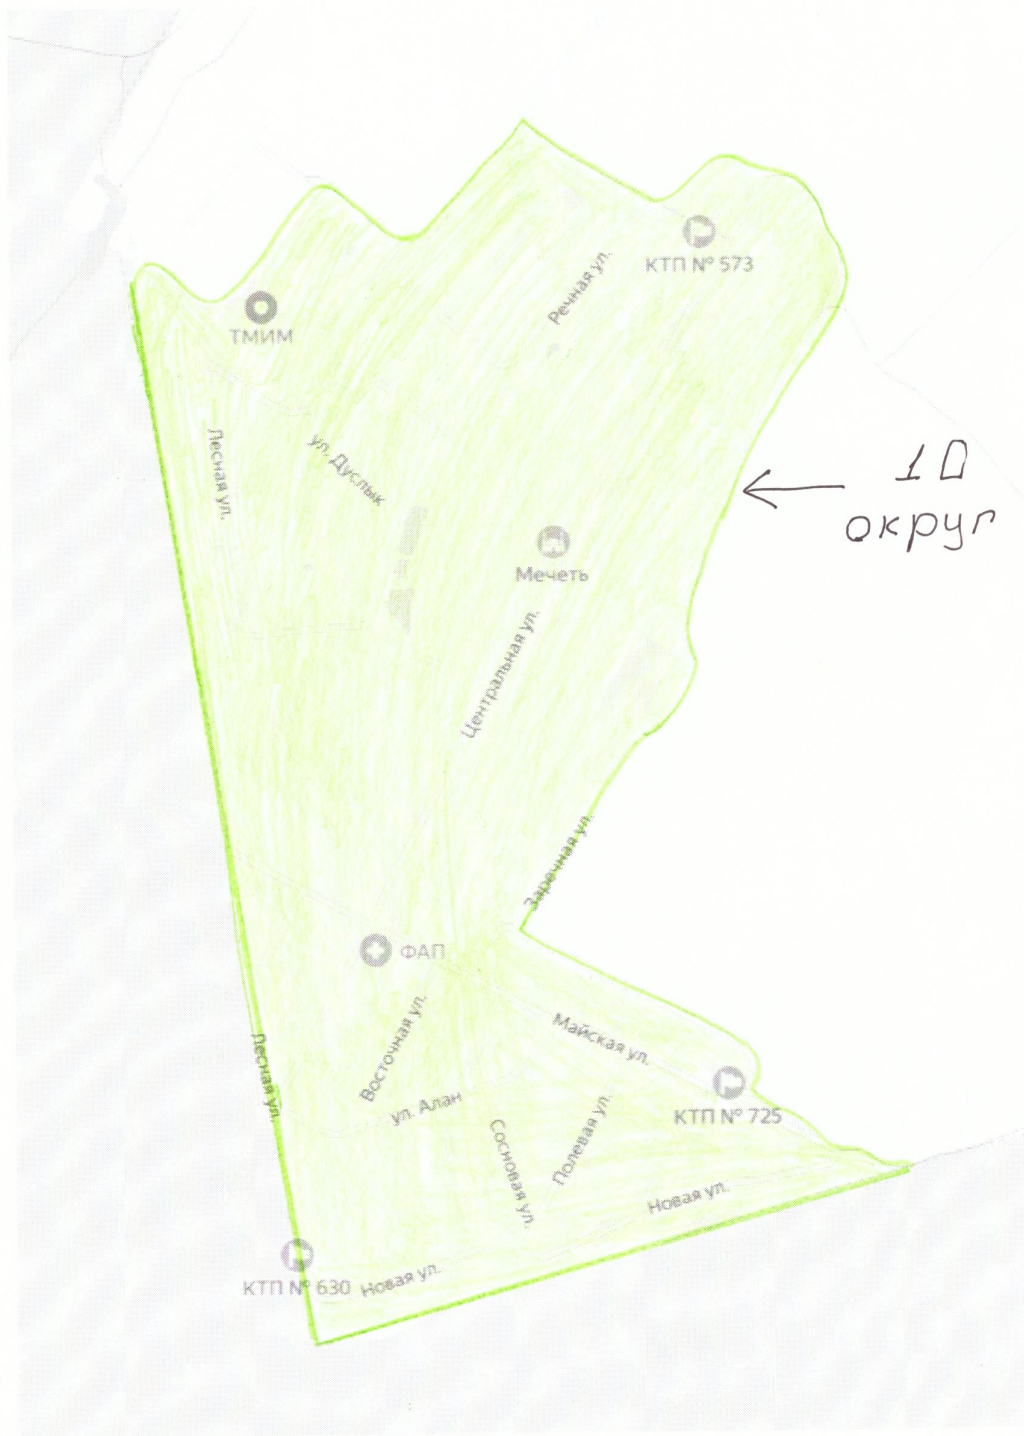 КТП № 573
Речная ул.
ТМИМ
Лесная ул.
ул. Дуслык
10
округ
Мечеть
Центральная ул.
Заречная ул.
ФАП
Восточная ул.
Майская ул.
Лесная ул.
ул. Алан
КТП № 725
Сосновая ул.
Полевая ул.
Новая ул.
КТП № 630
Новая ул.